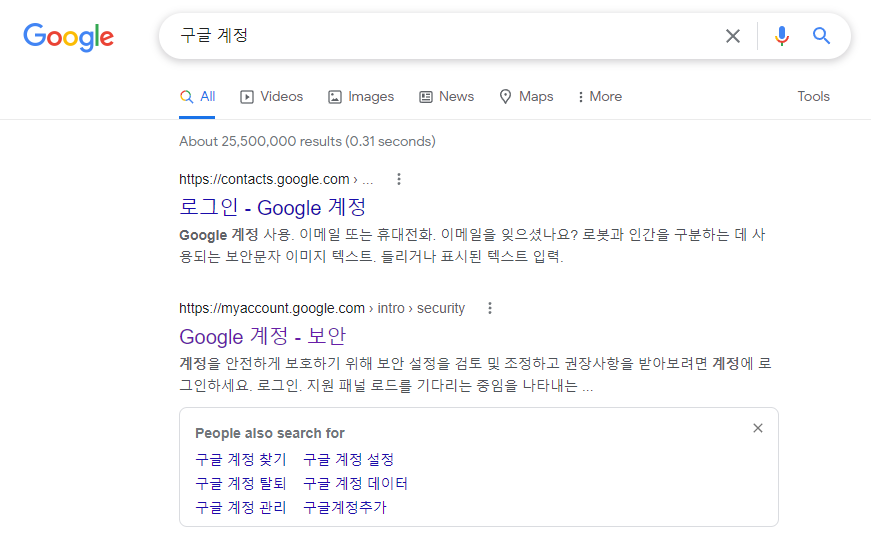 Google
구글 계정
All Videos Images News Maps More Tools
About 25,500,000 results (0.31 seconds)
https://contacts.google.com › ...
로그인 - Google 계정
Google 계정 사용. 이메일 또는 휴대전화. 이메일을 잊으셨나요? 로봇과 인간을 구분하는 데 사
용되는 보안문자 이미지 텍스트. 들리거나 표시된 텍스트 입력.
https://myaccount.google.com › intro › security
Google 계정 - 보안
계정을 안전하게 보호하기 위해 보안 설정을 검토 및 조정하고 권장사항을 받아보려면 계정에 로
그인하세요. 로그인. 지원 패널 로드를 기다리는 중임을 나타내는 ...
People also search for
구글 계정 찾기 구글 계정 설정
구글 계정 탈퇴 구글 계정 데이터
구글 계정 관리 구글계정추가